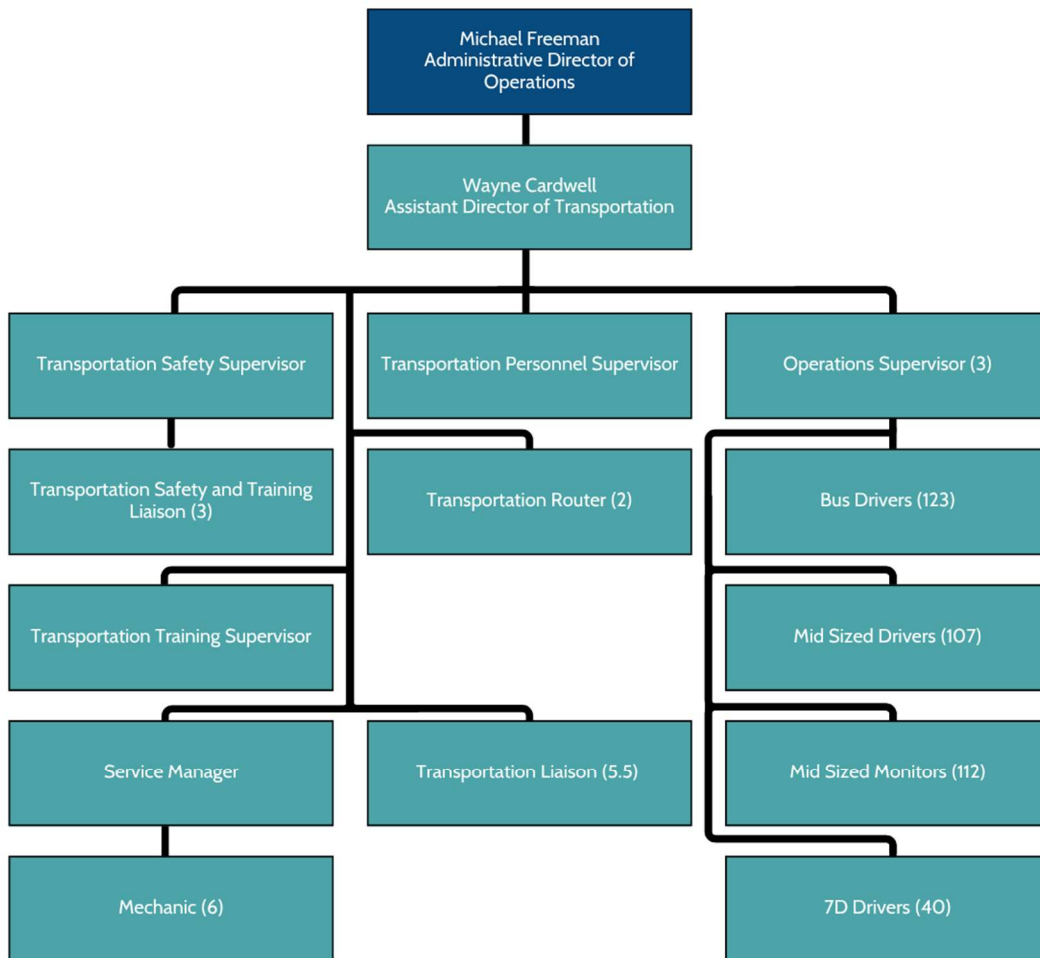 Michael Freeman
Administrative Director of
Operations
Wayne Cardwell
Assistant Director of Transportation
Transportation Safety Supervisor
Transportation Personnel Supervisor
Operations Supervisor (3)
Transportation Safety and Training
Liaison (3)
Transportation Router (2)
Bus Drivers (123)
Transportation Training Supervisor
Mid Sized Drivers (107)
Service Manager
Transportation Liaison (5.5)
Mid Sized Monitors (112)
Mechanic (6)
7D Drivers (40)